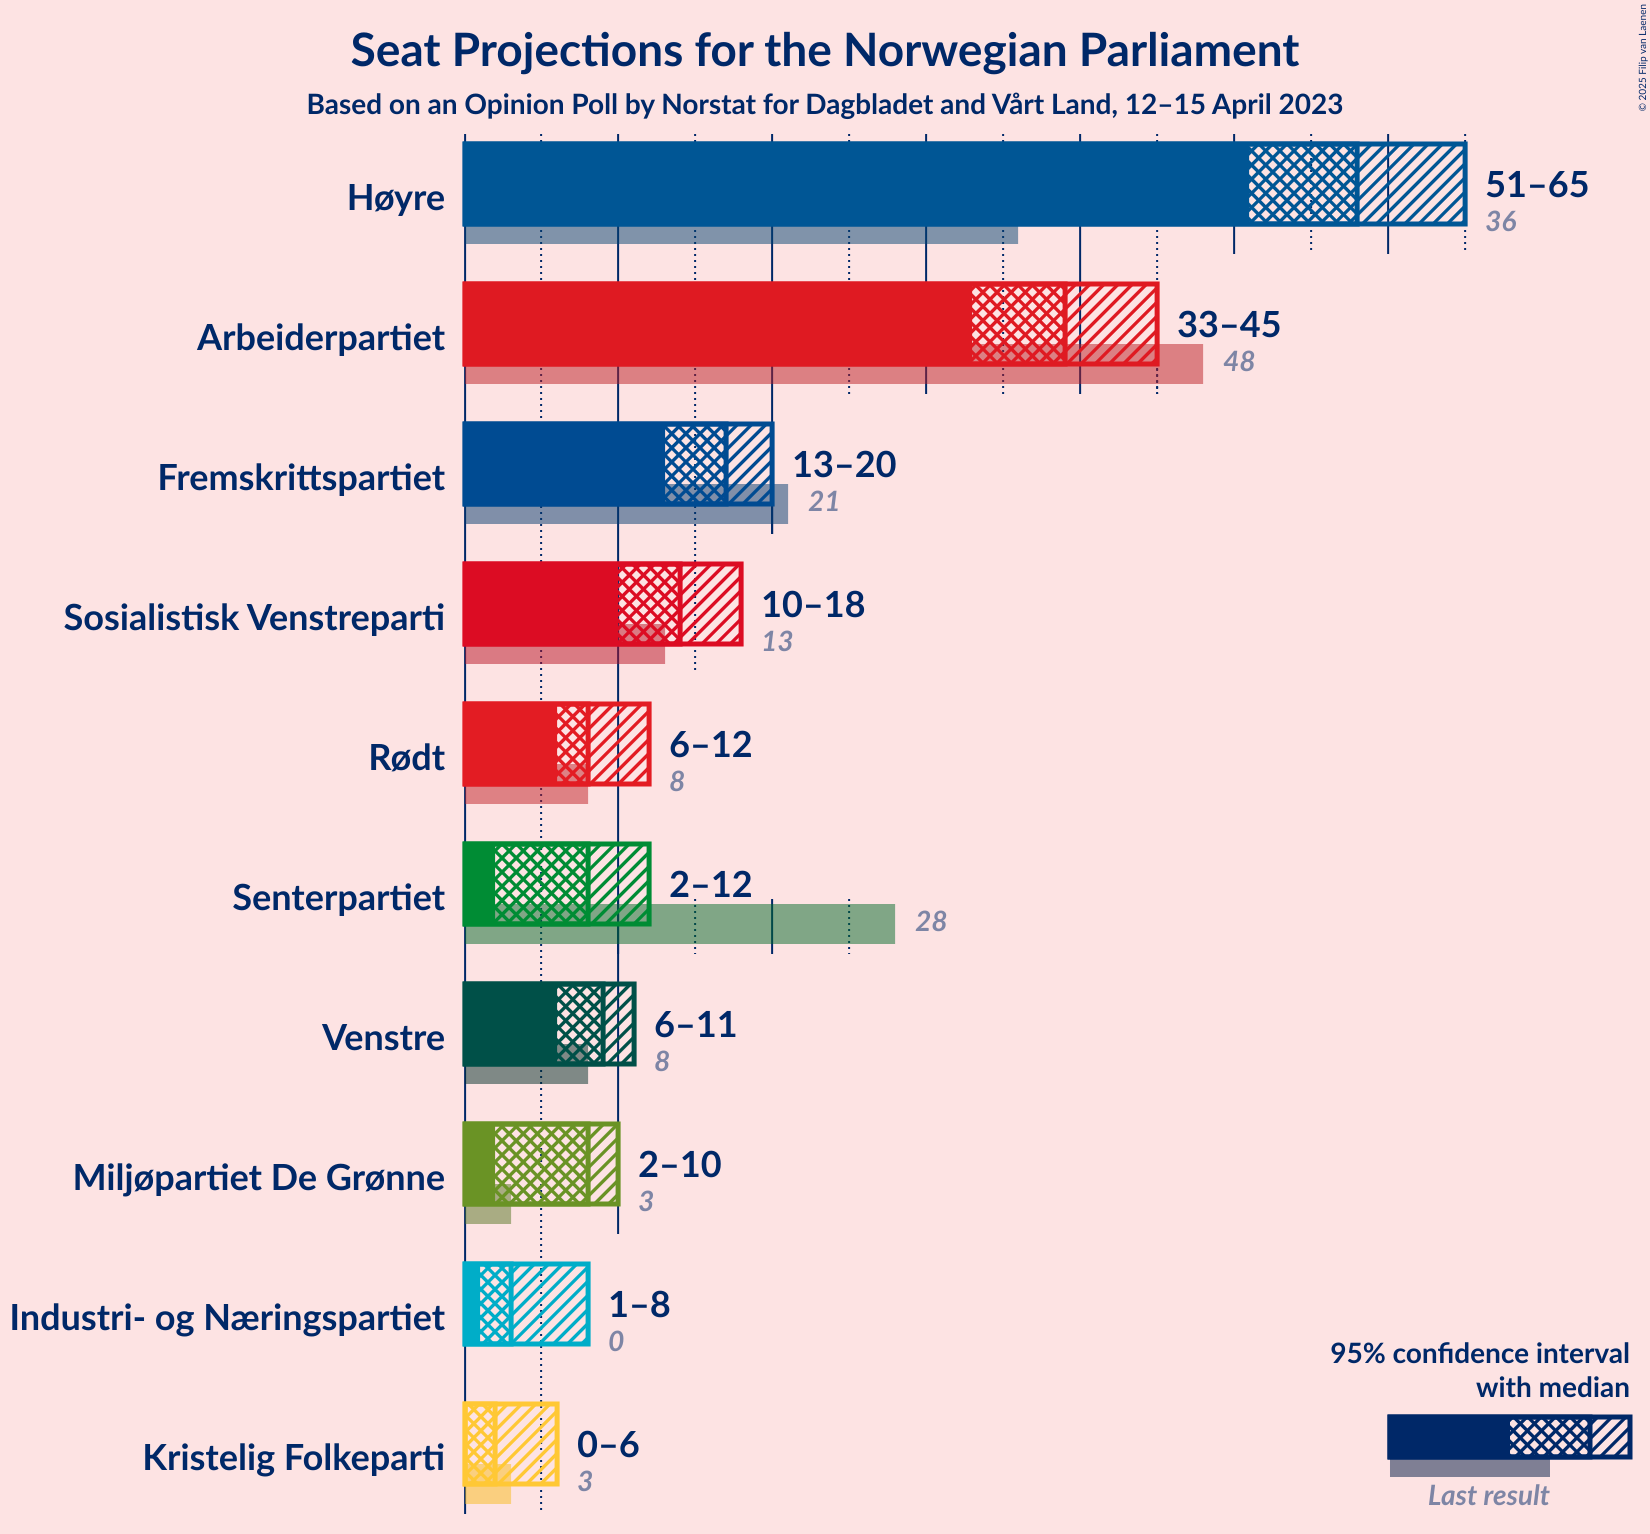 Seat Projections for the Norwegian Parliament
Based on an Opinion Poll by Norstat for Dagbladet and Vårt Land, 12–15 April 2023
© 2025 Filip van Laenen
Høyre
51–65
36
Arbeiderpartiet
33–45
48
Fremskrittspartiet
13–20
21
Sosialistisk Venstreparti
10–18
13
Rødt
6–12
8
Senterpartiet
2–12
28
Venstre
6–11
8
Miljøpartiet De Grønne
2–10
3
Industri- og Næringspartiet
1–8
0
Kristelig Folkeparti
0–6
3
95% confidence interval
with median
Last result